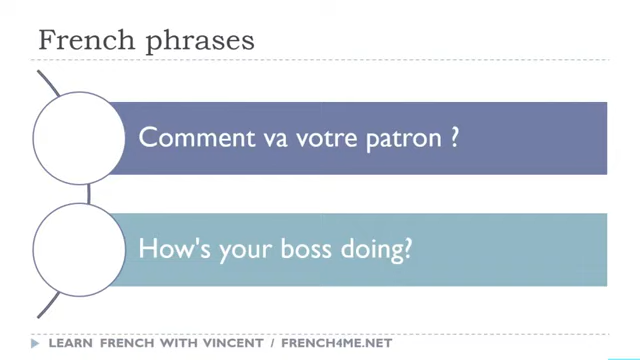 French phrases
Comment va votre patron ?
How's your boss doing?
LEARN FRENCH WITH VINCENT / FRENCH4ME.NET